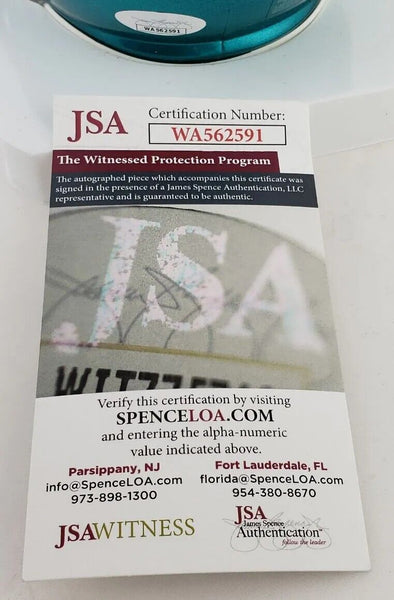 WA562591
JSA
Certification Number:
WA562591
The Witnessed Protection Program
The autographed piece which accompanies this certificate was
signed in the presence of a James Spence Authentication, LLC
representative and is guaranteed to be authentic.
JSA
Verify this certification by visiting
SPENCELOA.COM
and entering the alpha-numeric
value indicated above.
Parsippany, NJ
info@SpenceLOA.com
973-898-1300
Fort Lauderdale, FL
florida@SpenceLOA.com
954-380-8670
JSAWITNESS
JSA
James Spence
Authentication
follow the leader